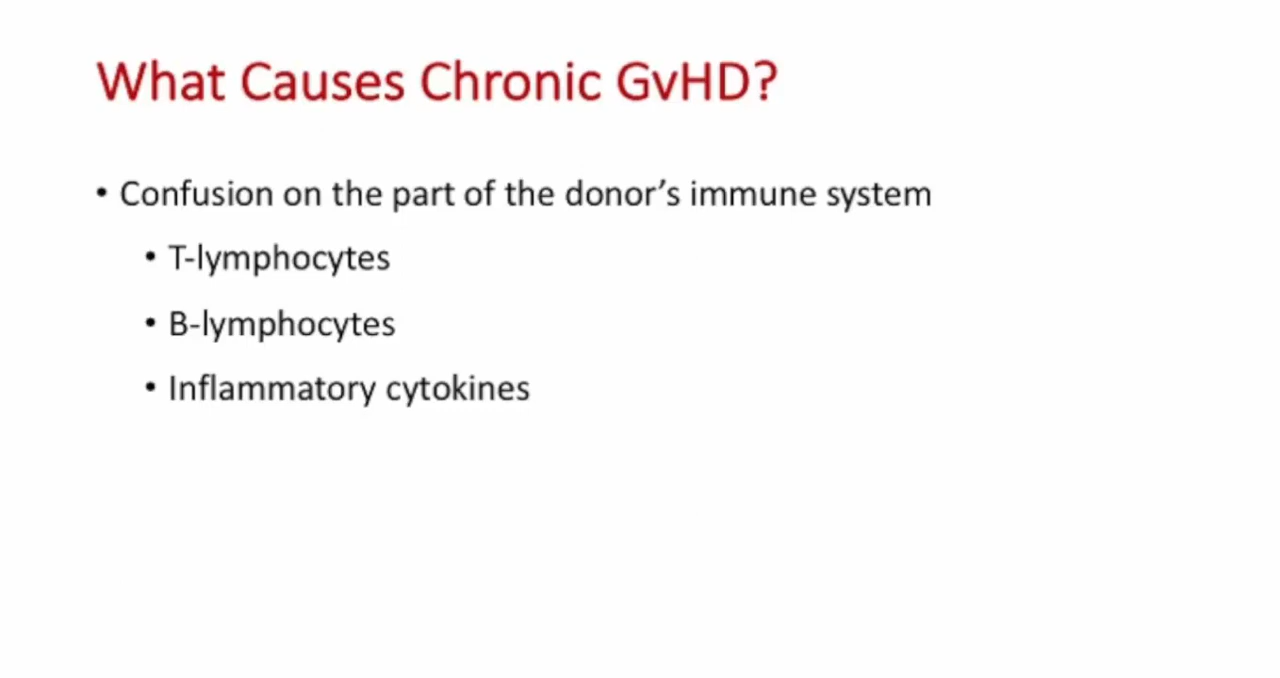 What Causes Chronic GvHD?
• Confusion on the part of the donor’s immune system
• T-lymphocytes
• B-lymphocytes
• Inflammatory cytokines